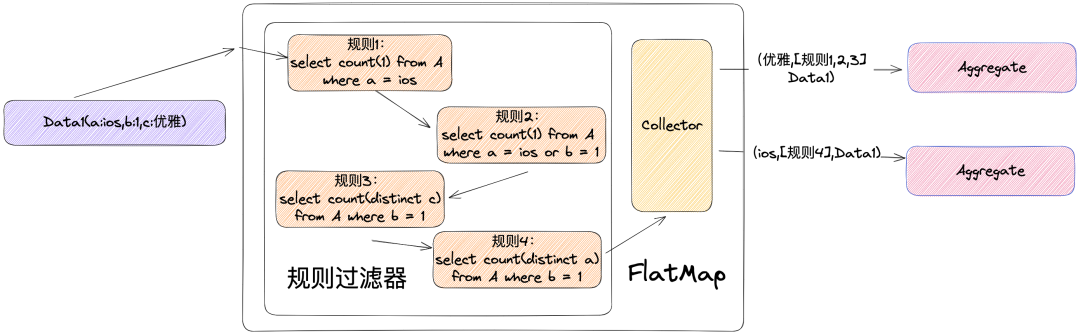 Data1(a:ios,b:1,c:优雅)
规则1:
select count(1) from A
where a = ios
规则2:
select count(1) from A
where a = ios or b = 1
规则3:
select count(distinct c)
from A where b = 1
规则4:
select count(distinct a)
from A where b = 1
规则过滤器
Collector
FlatMap
(优雅,[规则1,2,3]
Data1)
Aggregate
(ios,[规则4],Data1)
Aggregate